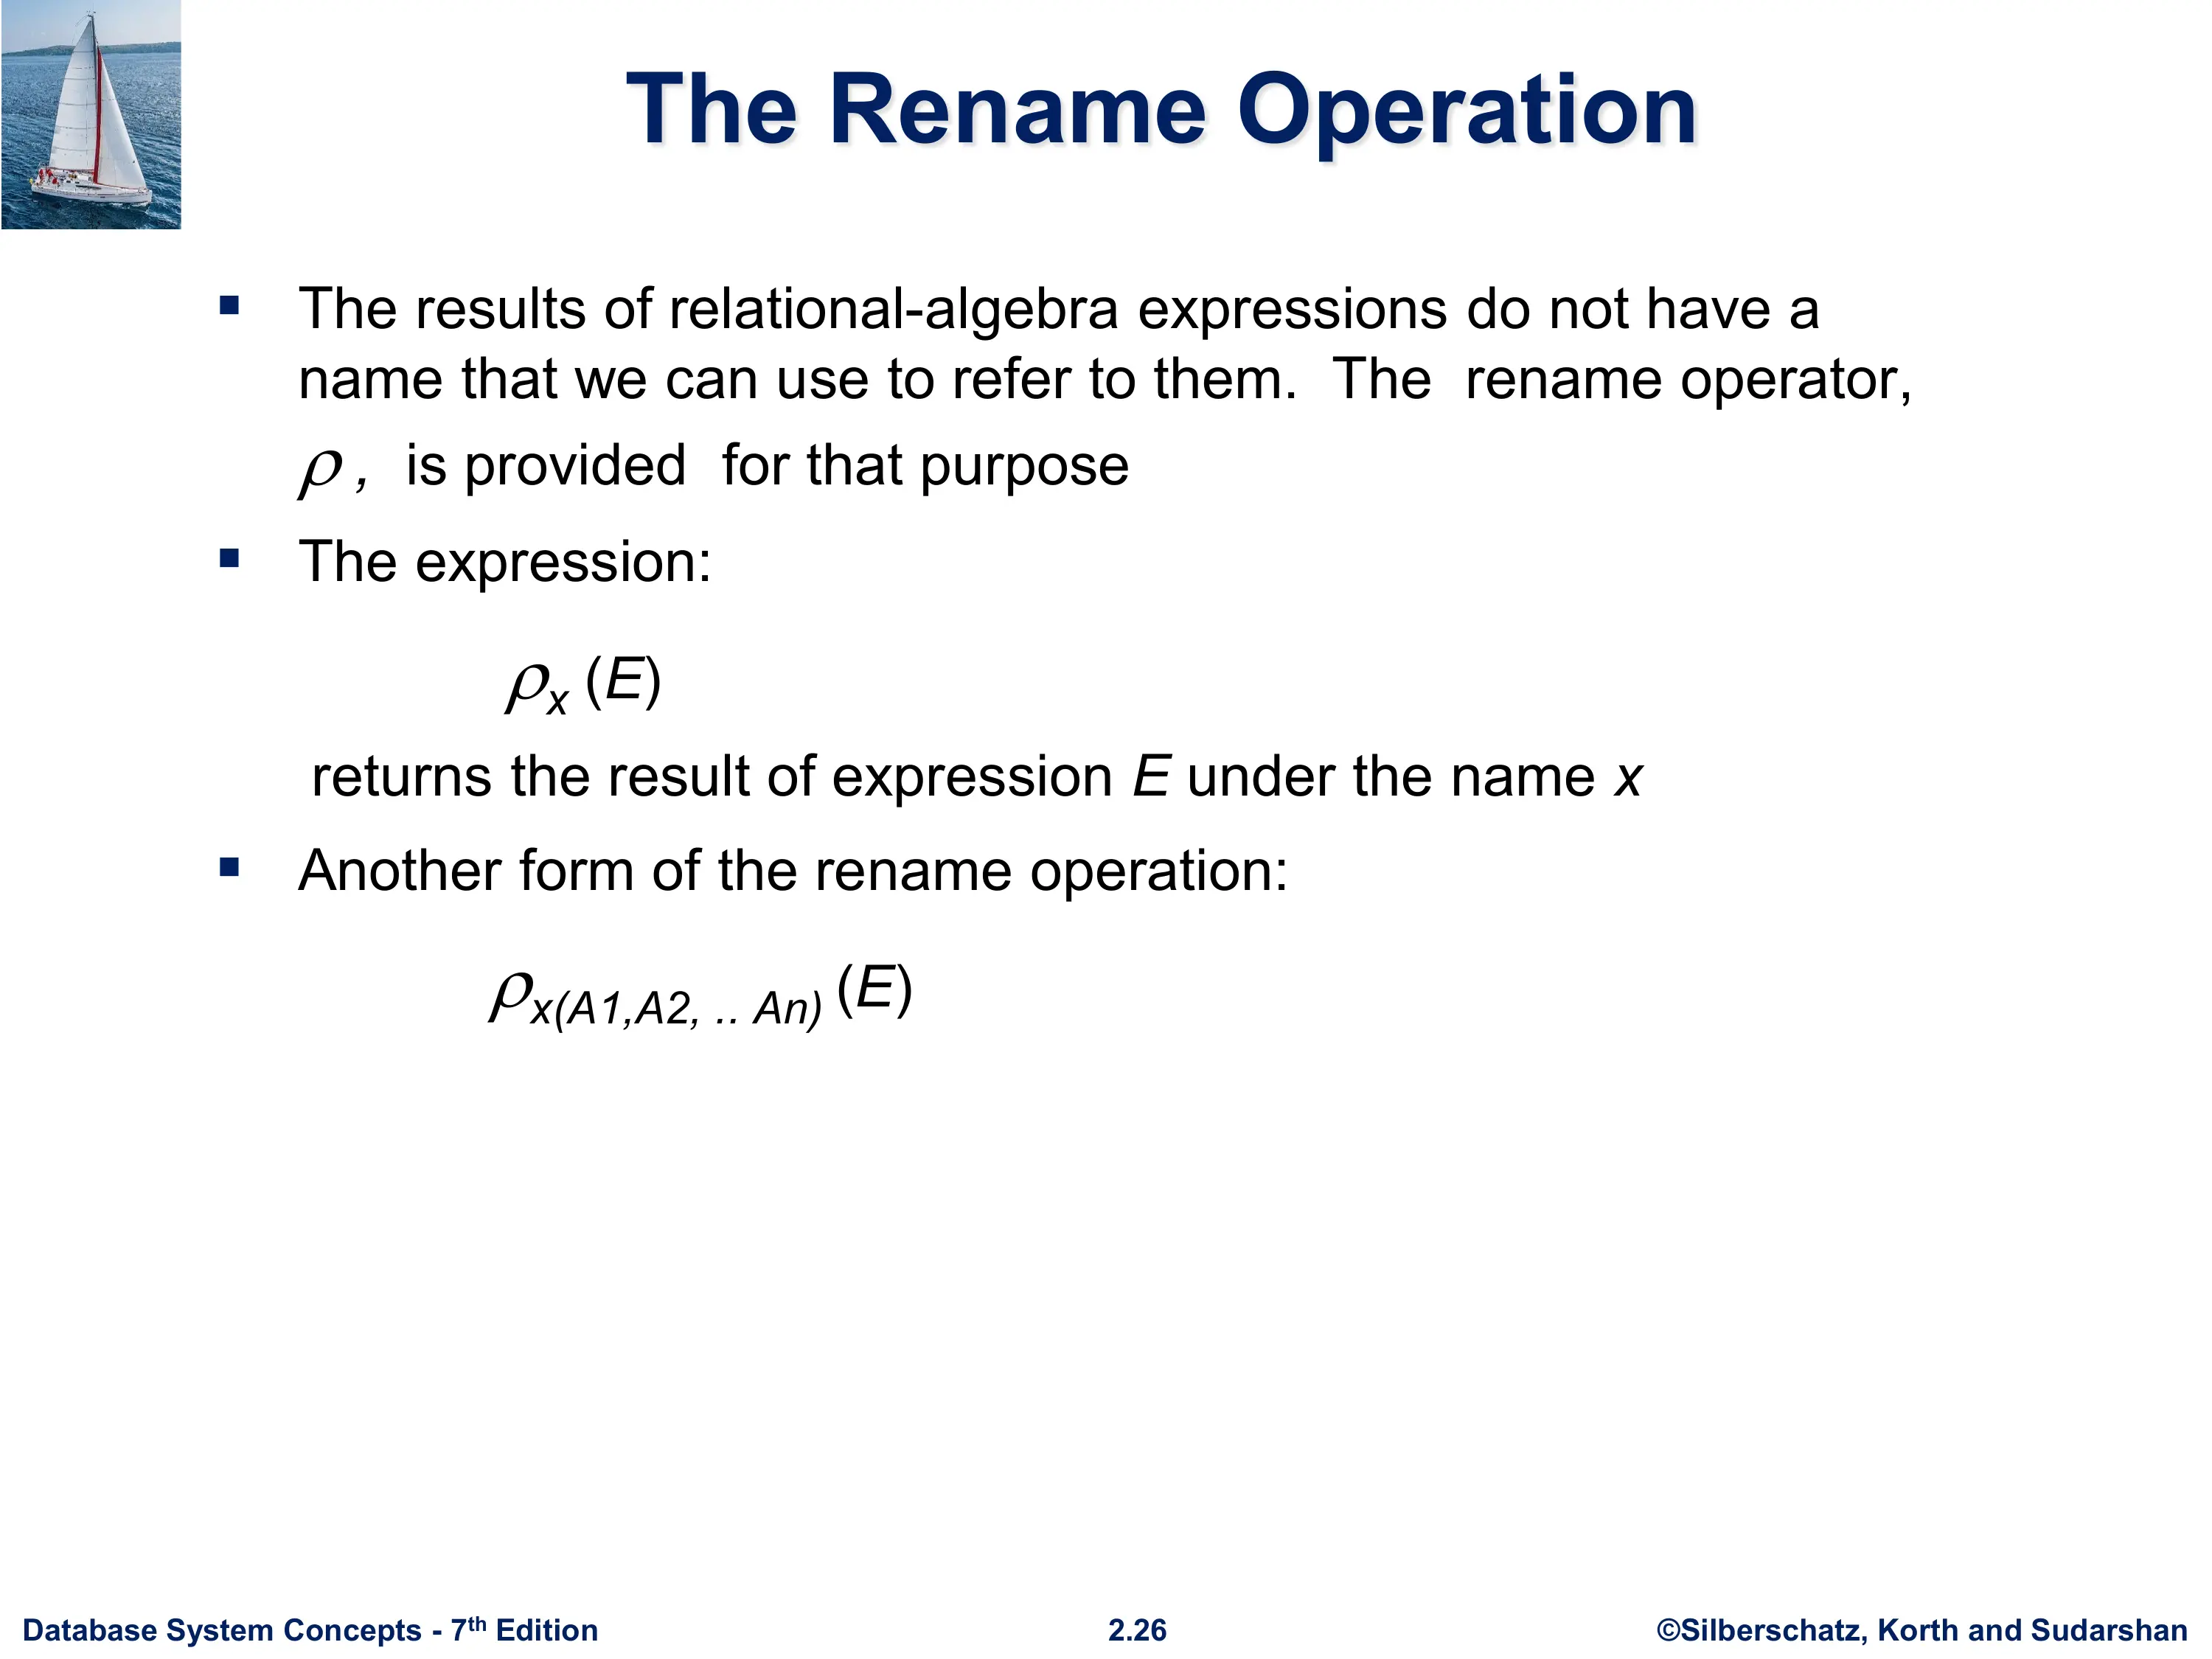 The Rename Operation
▪ The results of relational-algebra expressions do not have a
name that we can use to refer to them.  The  rename operator,
ρ ,  is provided  for that purpose
▪ The expression:
ρx (E)
returns the result of expression E under the name x
▪ Another form of the rename operation:
ρx(A1,A2, .. An) (E)
Database System Concepts - 7th Edition 2.26 ©Silberschatz, Korth and Sudarshan